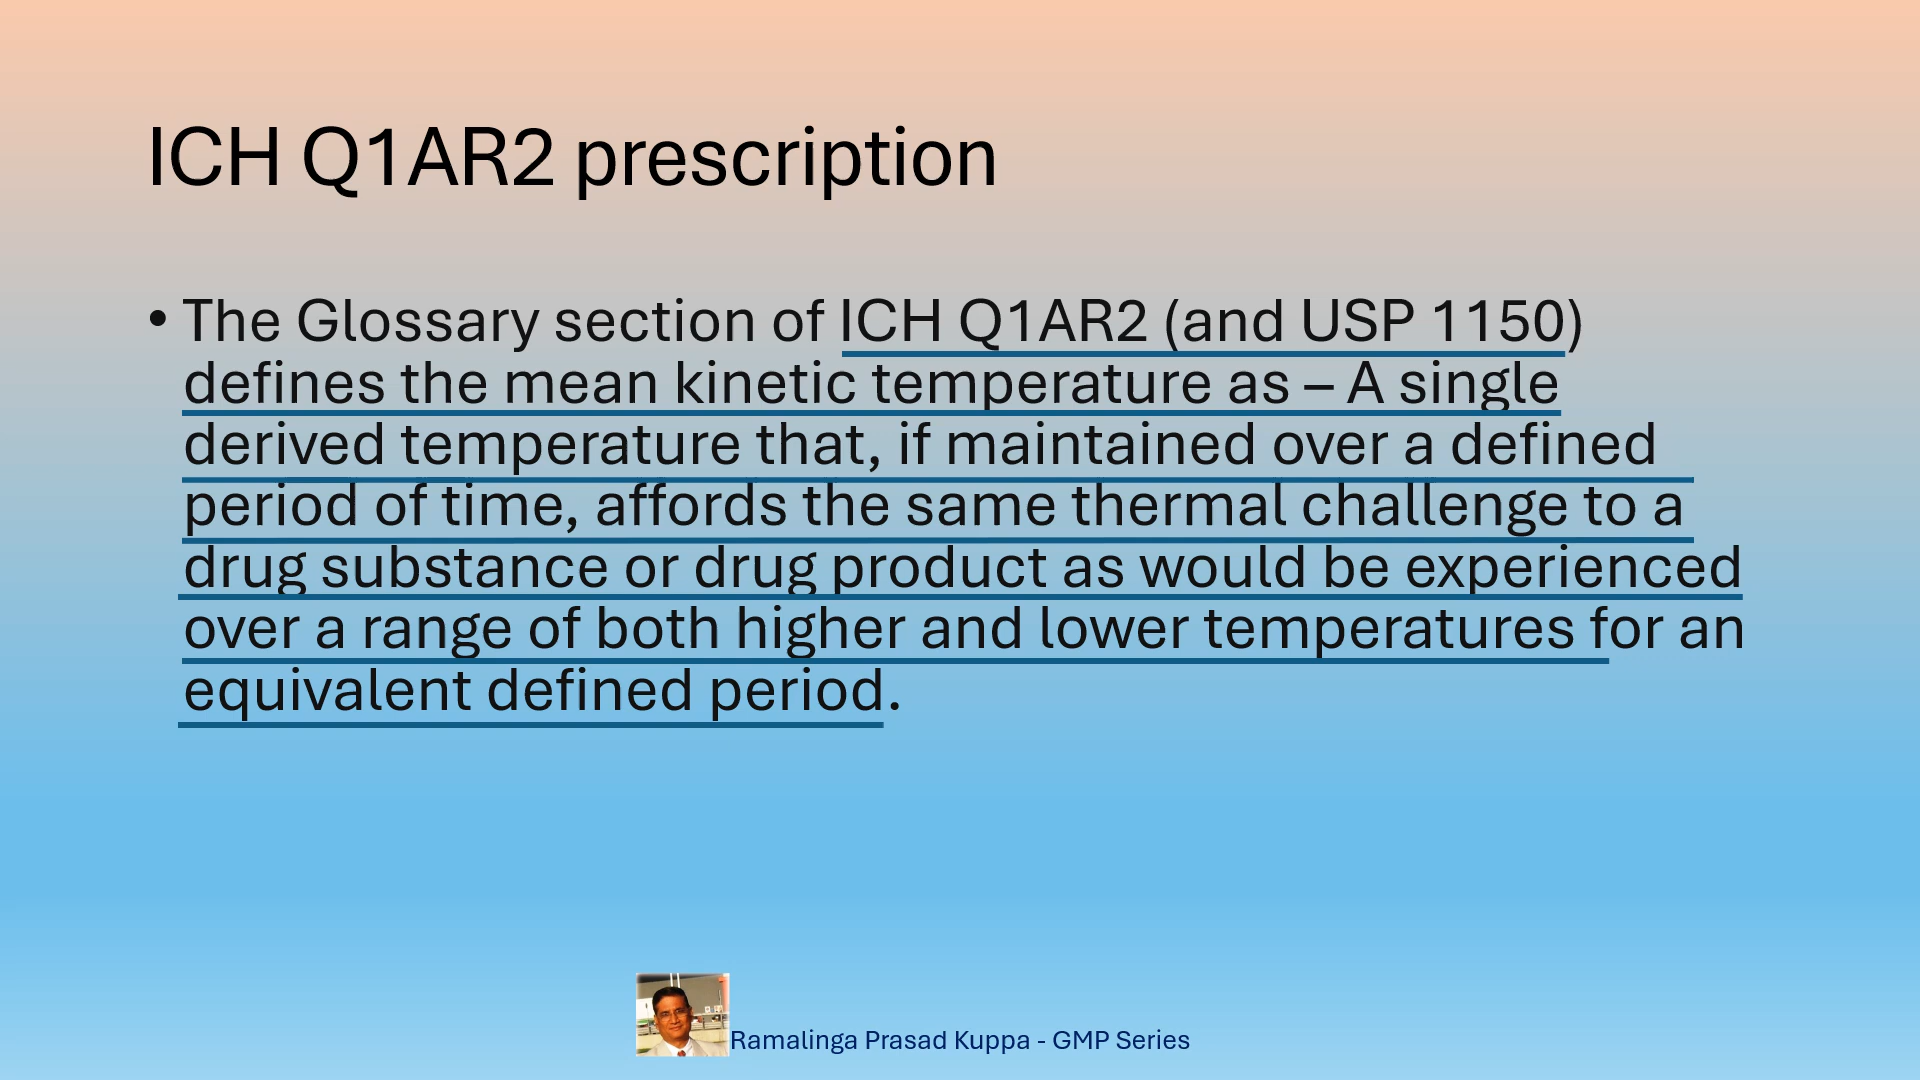 ICH Q1AR2 prescription
• The Glossary section of ICH Q1AR2 (and USP 1150)
defines the mean kinetic temperature as – A single
derived temperature that, if maintained over a defined
period of time, affords the same thermal challenge to a
drug substance or drug product as would be experienced
over a range of both higher and lower temperatures for an
equivalent defined period.
Ramalinga Prasad Kuppa - GMP Series